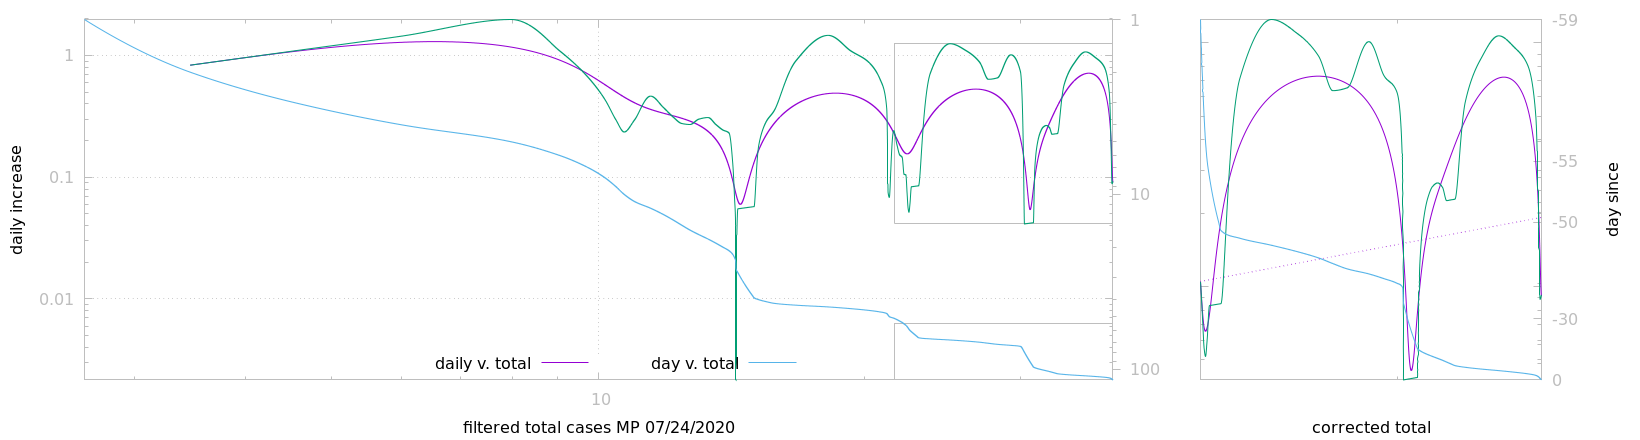 1
0.1
0.01
daily increase
daily v. total
day v. total
10
filtered total cases MP 07/24/2020
1
10
100
-59
-55
-50
-30
0
day since
corrected total